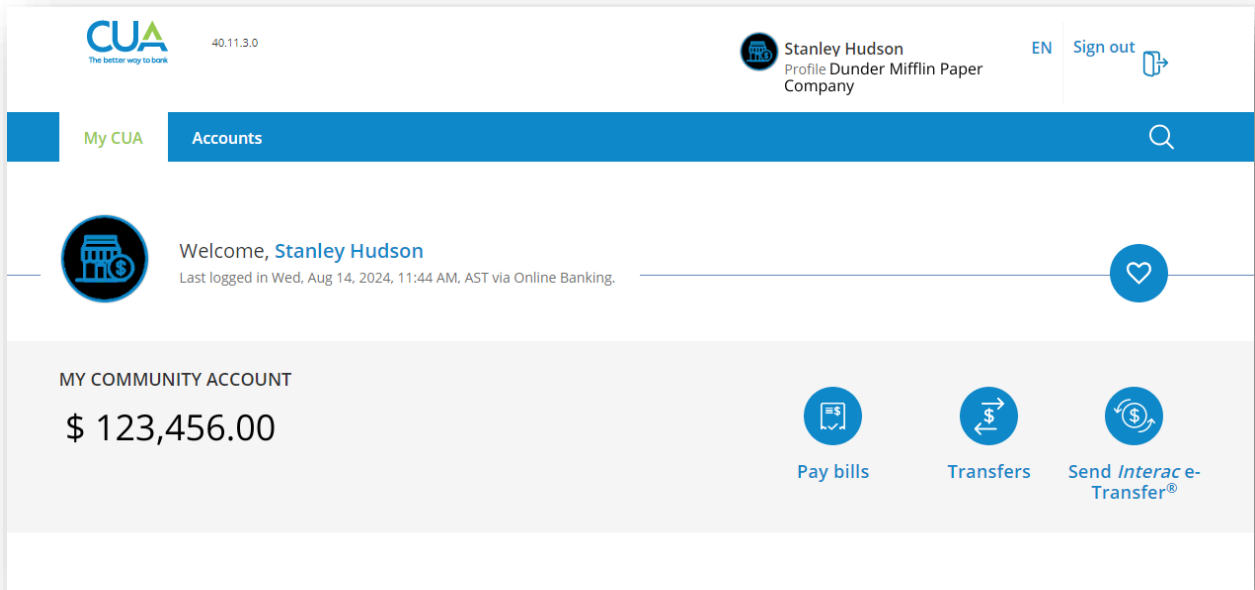 CUA
The better way to bank
40.11.3.0
Stanley Hudson
Profile Dunder Mifflin Paper
Company
EN
Sign out
My CUA
Accounts
Welcome, Stanley Hudson
Last logged in Wed, Aug 14, 2024, 11:44 AM, AST via Online Banking.
MY COMMUNITY ACCOUNT
$ 123,456.00
Pay bills
Transfers
Send Interac e-
Transfer®